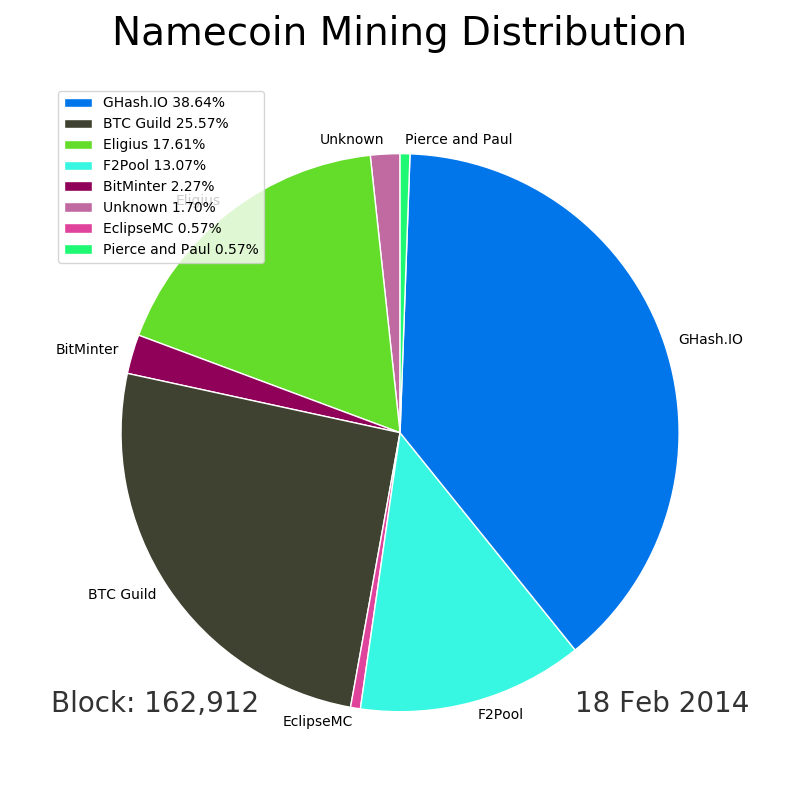 Namecoin Mining Distribution
GHash.IO 38.64%
BTC Guild 25.57%
Eligius 17.61%
F2Pool 13.07%
BitMinter 2.27%
Unknown 1.70%
EclipseMC 0.57%
Pierce and Paul 0.57%
Unknown
Pierce and Paul
Eligius
GHash.IO
BitMinter
BTC Guild
EclipseMC
F2Pool
Block: 162,912
18 Feb 2014